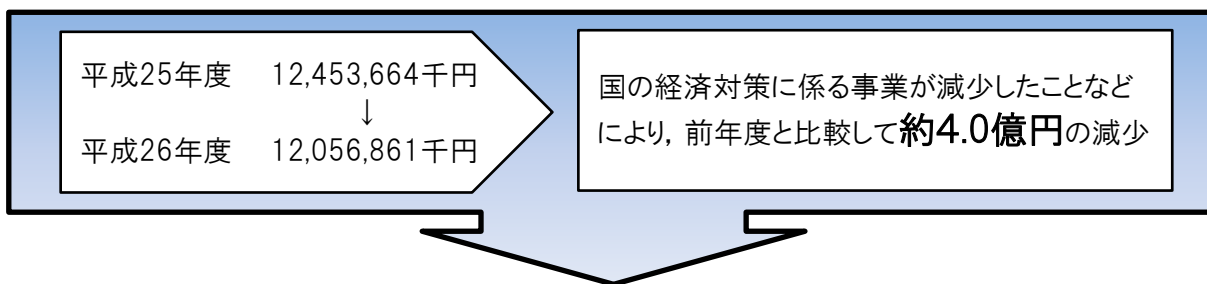 平成25年度 12,453,664千円
↓
平成26年度 12,056,861千円
国の経済対策に係る事業が減少したことなど
により，前年度と比較して約4.0億円の減少